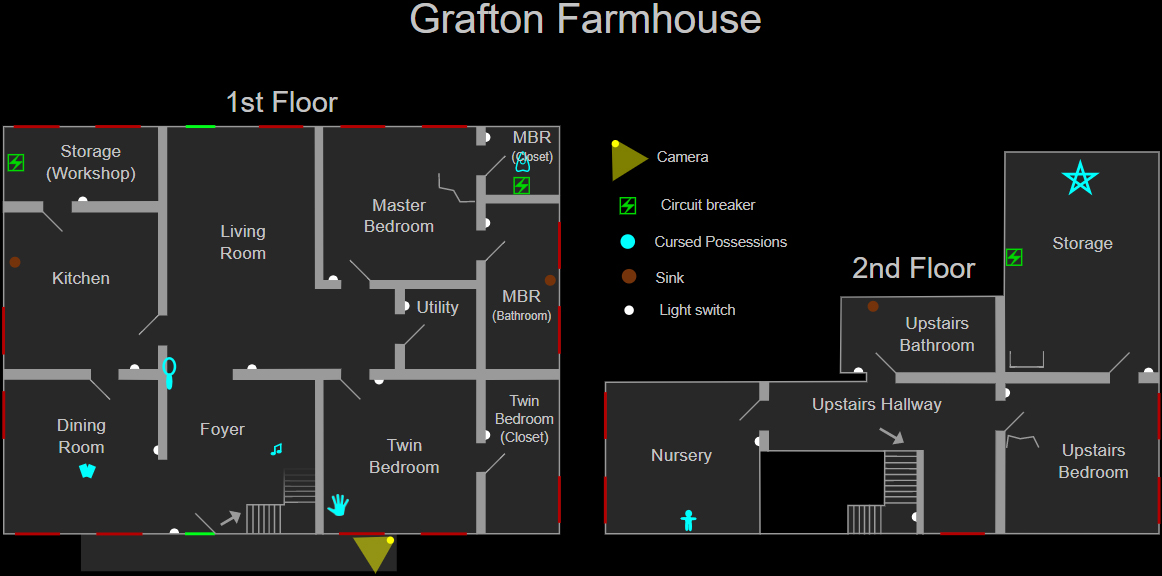 Grafton Farmhouse
1st Floor
Storage
(Workshop)
Kitchen
Living
Room
Master
Bedroom
MBR
(Closet)
Utility
MBR
(Bathroom)
Dining
Room
Foyer
Twin
Bedroom
Twin
Bedroom
(Closet)
Camera
Circuit breaker
Cursed Possessions
Sink
Light switch
2nd Floor
Storage
Upstairs
Bathroom
Upstairs Hallway
Nursery
Upstairs
Bedroom